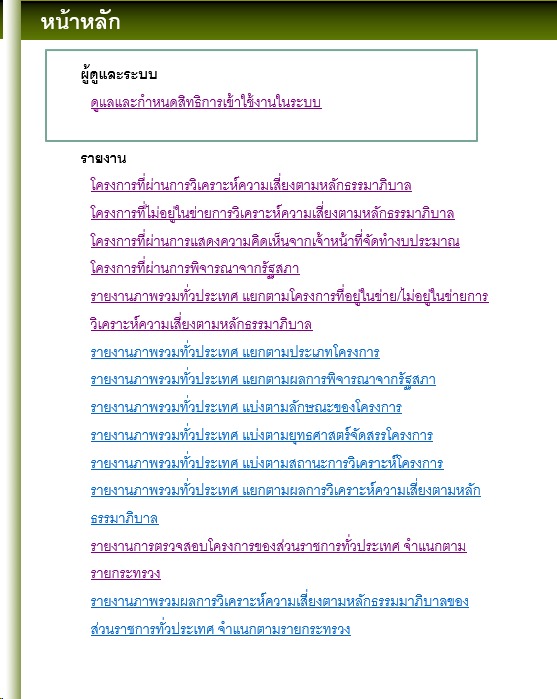 หน้าหลัก
ผู้ดูและระบบ
ดูแลและกำหนดสิทธิการเข้าใช้งานในระบบ
รายงาน
โครงการที่ผ่านการวิเคราะห์ความเสี่ยงตามหลักธรรมาภิบาล
โครงการที่ไม่อยู่ในข่ายการวิเคราะห์ความเสี่ยงตามหลักธรรมาภิบาล
โครงการที่ผ่านการแสดงความคิดเห็นจากเจ้าหน้าที่จัดทำงบประมาณ
โครงการที่ผ่านการพิจารณาจากรัฐสภา
รายงานภาพรวมทั่วประเทศ แยกตามโครงการที่อยู่ในข่าย/ไม่อยู่ในข่ายการ
วิเคราะห์ความเสี่ยงตามหลักธรรมาภิบาล
รายงานภาพรวมทั่วประเทศ แยกตามประเภทโครงการ
รายงานภาพรวมทั่วประเทศ แยกตามผลการพิจารณาจากรัฐสภา
รายงานภาพรวมทั่วประเทศ แบ่งตามลักษณะของโครงการ
รายงานภาพรวมทั่วประเทศ แบ่งตามยุทธศาสตร์จัดสรรโครงการ
รายงานภาพรวมทั่วประเทศ แบ่งตามสถานะการวิเคราะห์โครงการ
รายงานภาพรวมทั่วประเทศ แยกตามผลการวิเคราะห์ความเสี่ยงตามหลัก
ธรรมาภิบาล
รายงานการตรวจสอบโครงการของส่วนราชการทั่วประเทศ จำแนกตาม
รายกระทรวง
รายงานภาพรวมผลการวิเคราะห์ความเสี่ยงตามหลักธรรมมาภิบาลของ
ส่วนราชการทั่วประเทศ จำแนกตามรายกระทรวง